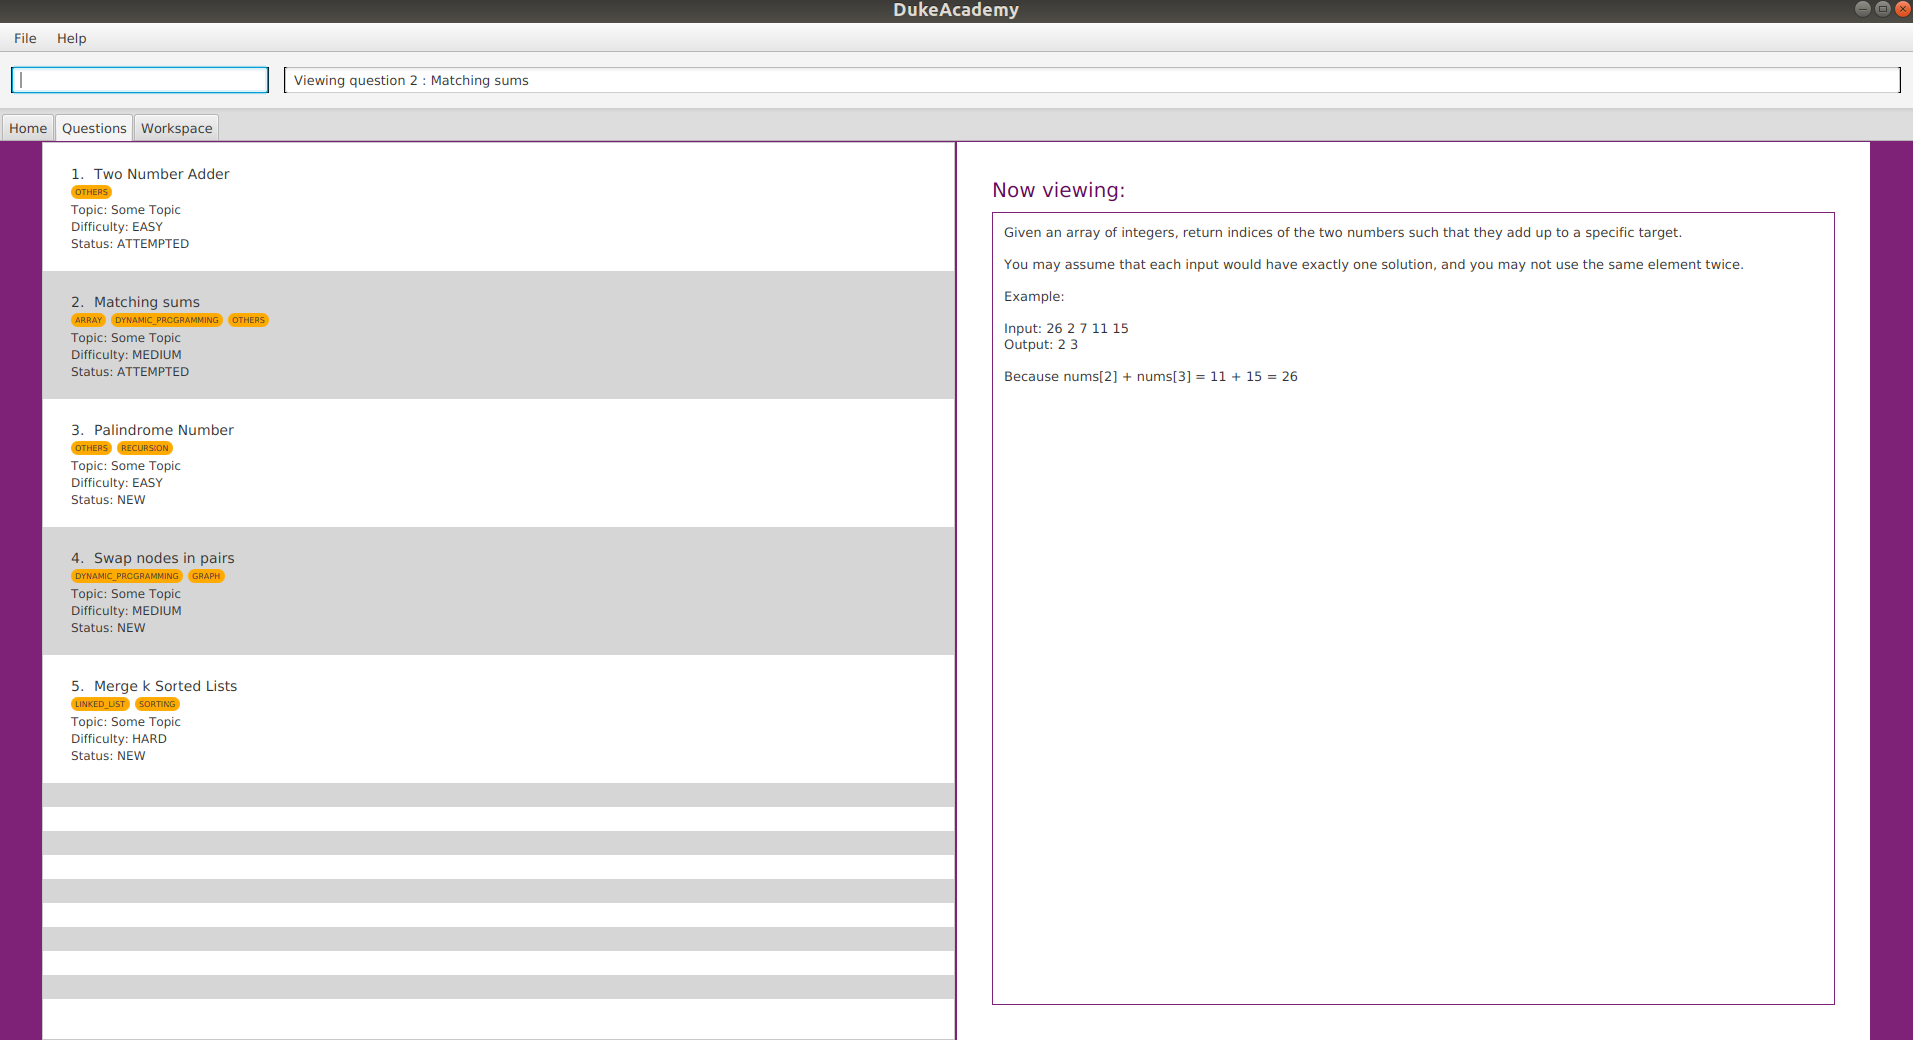 DukeAcademy
File Help
Viewing question 2 : Matching sums
Home Questions Workspace
1. Two Number Adder
OTHERS
Topic: Some Topic
Difficulty: EASY
Status: ATTEMPTED
2. Matching sums
ARRAY DYNAMIC_PROGRAMMING OTHERS
Topic: Some Topic
Difficulty: MEDIUM
Status: ATTEMPTED
3. Palindrome Number
OTHERS RECURSION
Topic: Some Topic
Difficulty: EASY
Status: NEW
4. Swap nodes in pairs
DYNAMIC_PROGRAMMING GRAPH
Topic: Some Topic
Difficulty: MEDIUM
Status: NEW
5. Merge k Sorted Lists
LINKED_LIST SORTING
Topic: Some Topic
Difficulty: HARD
Status: NEW
Now viewing:
Given an array of integers, return indices of the two numbers such that they add up to a specific target.
You may assume that each input would have exactly one solution, and you may not use the same element twice.
Example:
Input: 26 2 7 11 15
Output: 2 3
Because nums[2] + nums[3] = 11 + 15 = 26